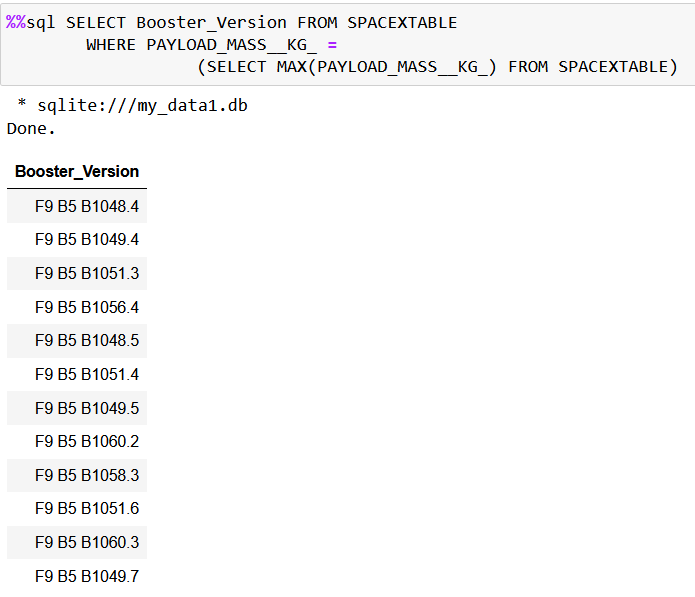 %%sql SELECT Booster_Version FROM SPACEXTABLE
WHERE PAYLOAD_MASS__KG_ =
(SELECT MAX(PAYLOAD_MASS__KG_) FROM SPACEXTABLE)
* sqlite:///my_data1.db
Done.
Booster_Version
F9 B5 B1048.4
F9 B5 B1049.4
F9 B5 B1051.3
F9 B5 B1056.4
F9 B5 B1048.5
F9 B5 B1051.4
F9 B5 B1049.5
F9 B5 B1060.2
F9 B5 B1058.3
F9 B5 B1051.6
F9 B5 B1060.3
F9 B5 B1049.7